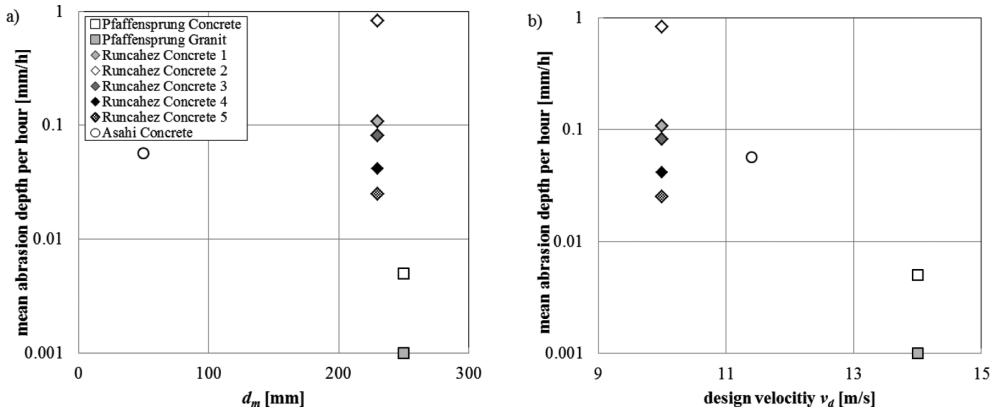 a)
mean abrasion depth per hour [mm/h]
1
0.1
0.01
0.001
Pfaffensprung Concrete
Pfaffensprung Granit
Runcahez Concrete 1
Runcahez Concrete 2
Runcahez Concrete 3
Runcahez Concrete 4
Runcahez Concrete 5
Asahi Concrete
0 100 200 300
d_m [mm]
b)
mean abrasion depth per hour [mm/h]
1
0.1
0.01
0.001
9 11 13 15
design velocitiy v_d [m/s]